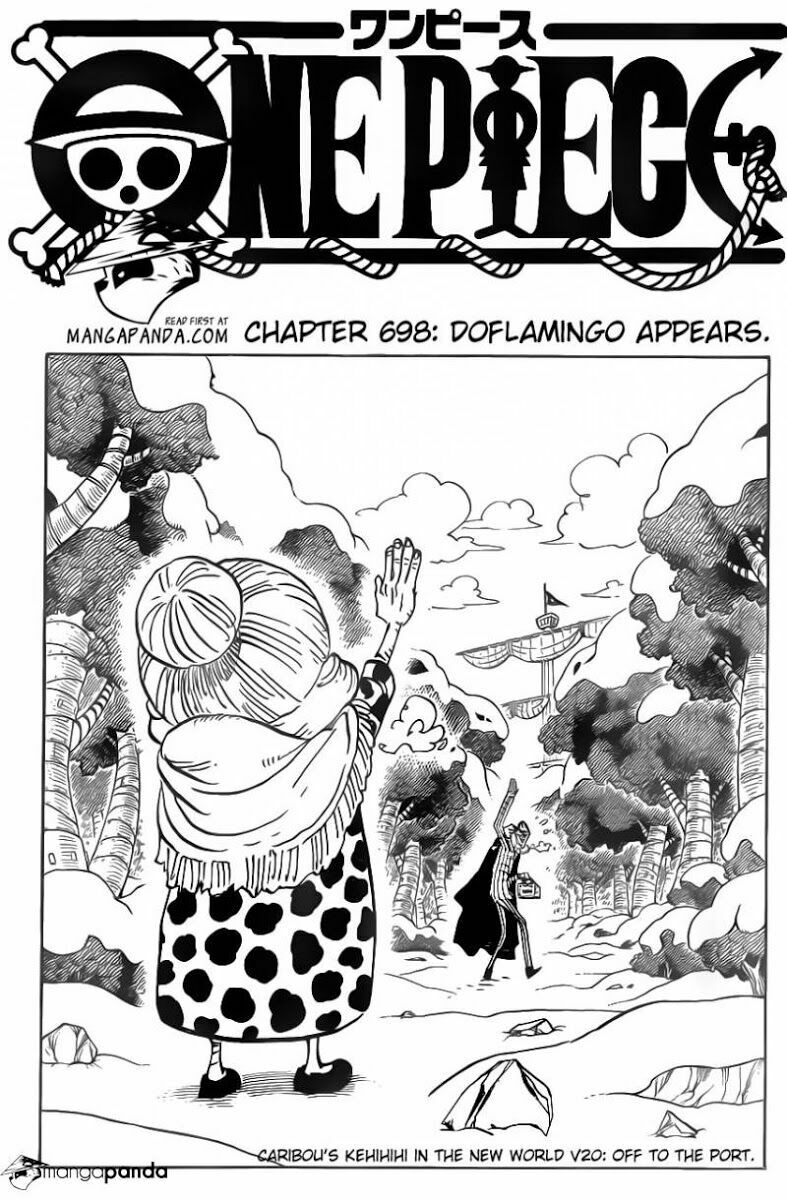 ワンピース
ONE PIECE
READ FIRST AT
MANGAPANDA.COM
CHAPTER 698: DOFLAMINGO APPEARS.
CARIBOU'S KEHIHIHI IN THE NEW WORLD V20: OFF TO THE PORT.
mangapanda